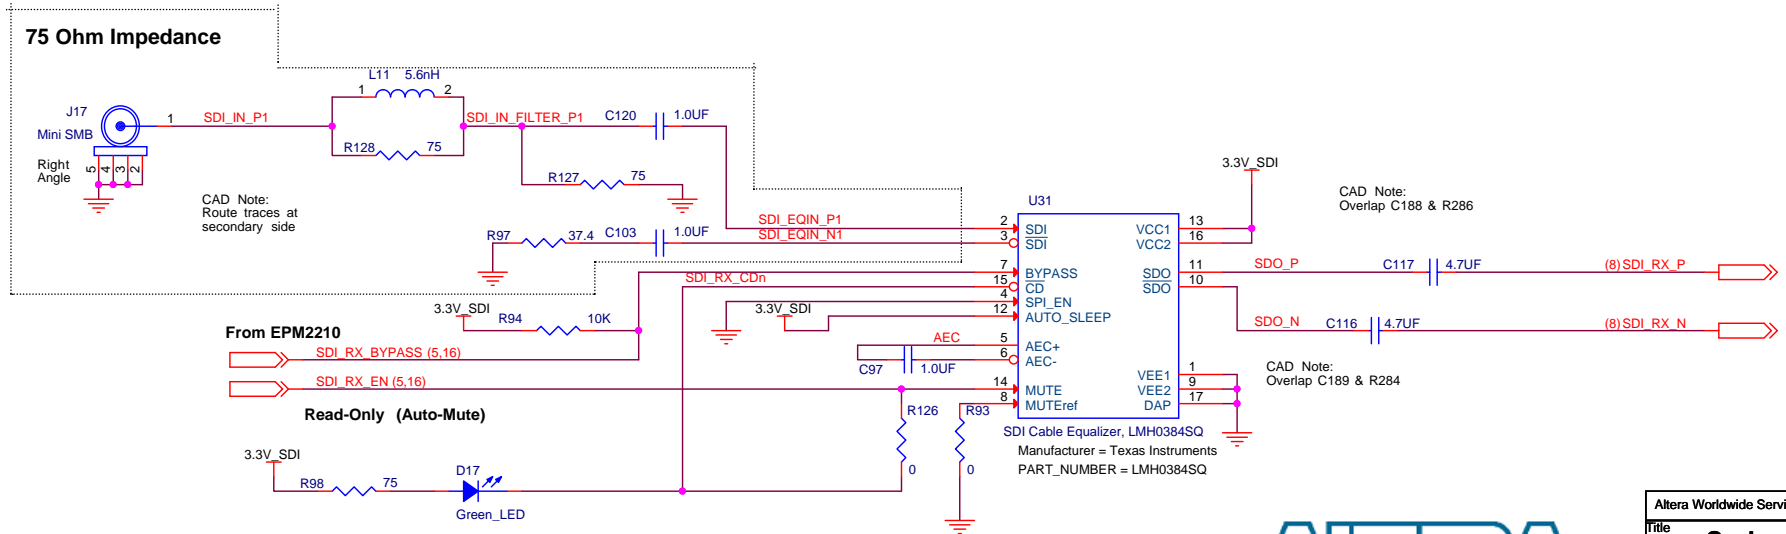 75 Ohm Impedance
L11 5.6nH
1 2
J17
Mini SMB
1
SDI_IN_P1
SDI_IN_FILTER_P1
C120 1.0UF
R128 75
Right
Angle
5 4 3 2
R127 75
CAD Note:
Route traces at
secondary side
R97 37.4 C103 1.0UF
SDI_EQIN_P1
SDI_EQIN_N1
SDI_RX_CDn
3.3V_SDI
R94 10K
3.3V_SDI
From EPM2210
SDI_RX_BYPASS (5,16)
SDI_RX_EN (5,16)
Read-Only (Auto-Mute)
AEC
C97 1.0UF
R126
0
R93
0
3.3V_SDI
R98 75
D17
Green_LED
U31
2 SDI
3 SDI
7 BYPASS
15 CD
4 SPI_EN
12 AUTO_SLEEP
5 AEC+
6 AEC-
14 MUTE
8 MUTEref
VCC1 13
VCC2 16
SDO 11
SDO 10
VEE1 1
VEE2 9
DAP 17
SDI Cable Equalizer, LMH0384SQ
Manufacturer = Texas Instruments
PART_NUMBER = LMH0384SQ
3.3V_SDI
CAD Note:
Overlap C188 & R286
SDO_P C117 4.7UF (8) SDI_RX_P
SDO_N C116 4.7UF (8) SDI_RX_N
CAD Note:
Overlap C189 & R284
Altera Worldwide Servi
Title